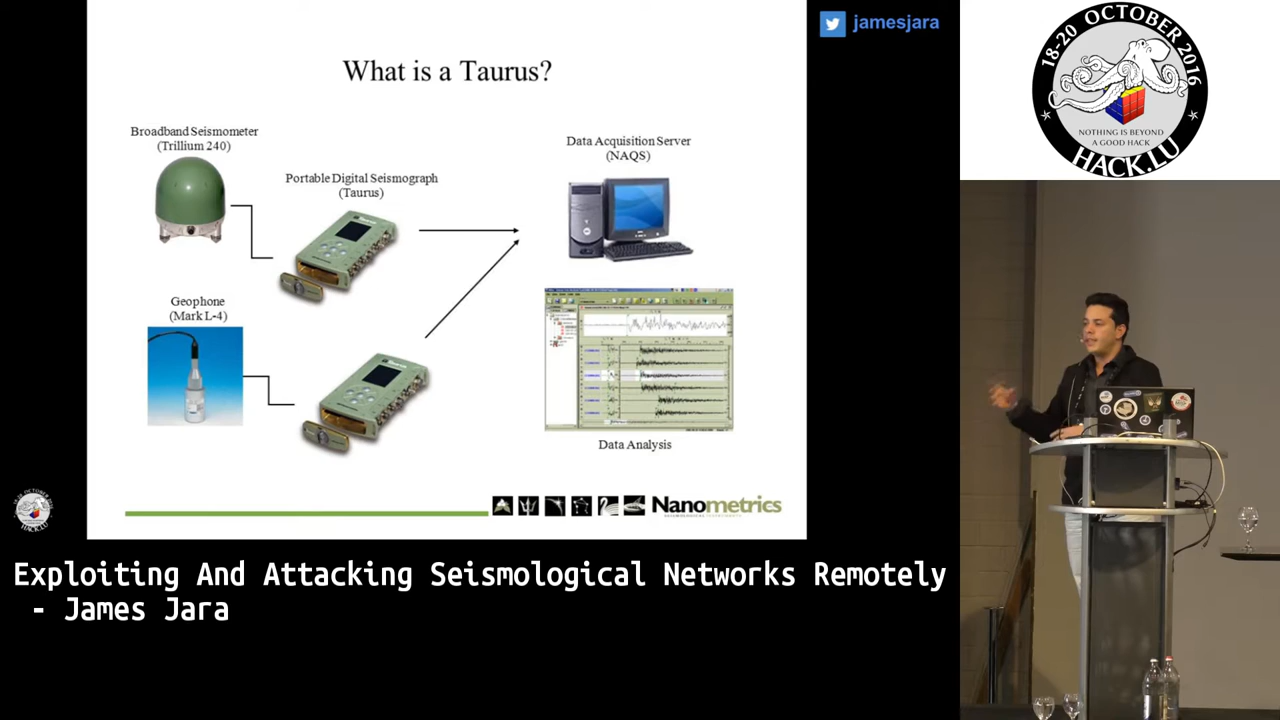 What is a Taurus?
Broadband Seismometer
(Trillium 240)
Portable Digital Seismograph
(Taurus)
Data Acquisition Server
(NAQS)
Geophone
(Mark L-4)
Data Analysis
Nanometrics
jamesjara
18-20 OCTOBER 2016
NOTHING IS BEYOND
A GOOD HACK
HACK.LU
Exploiting And Attacking Seismological Networks Remotely
- James Jara